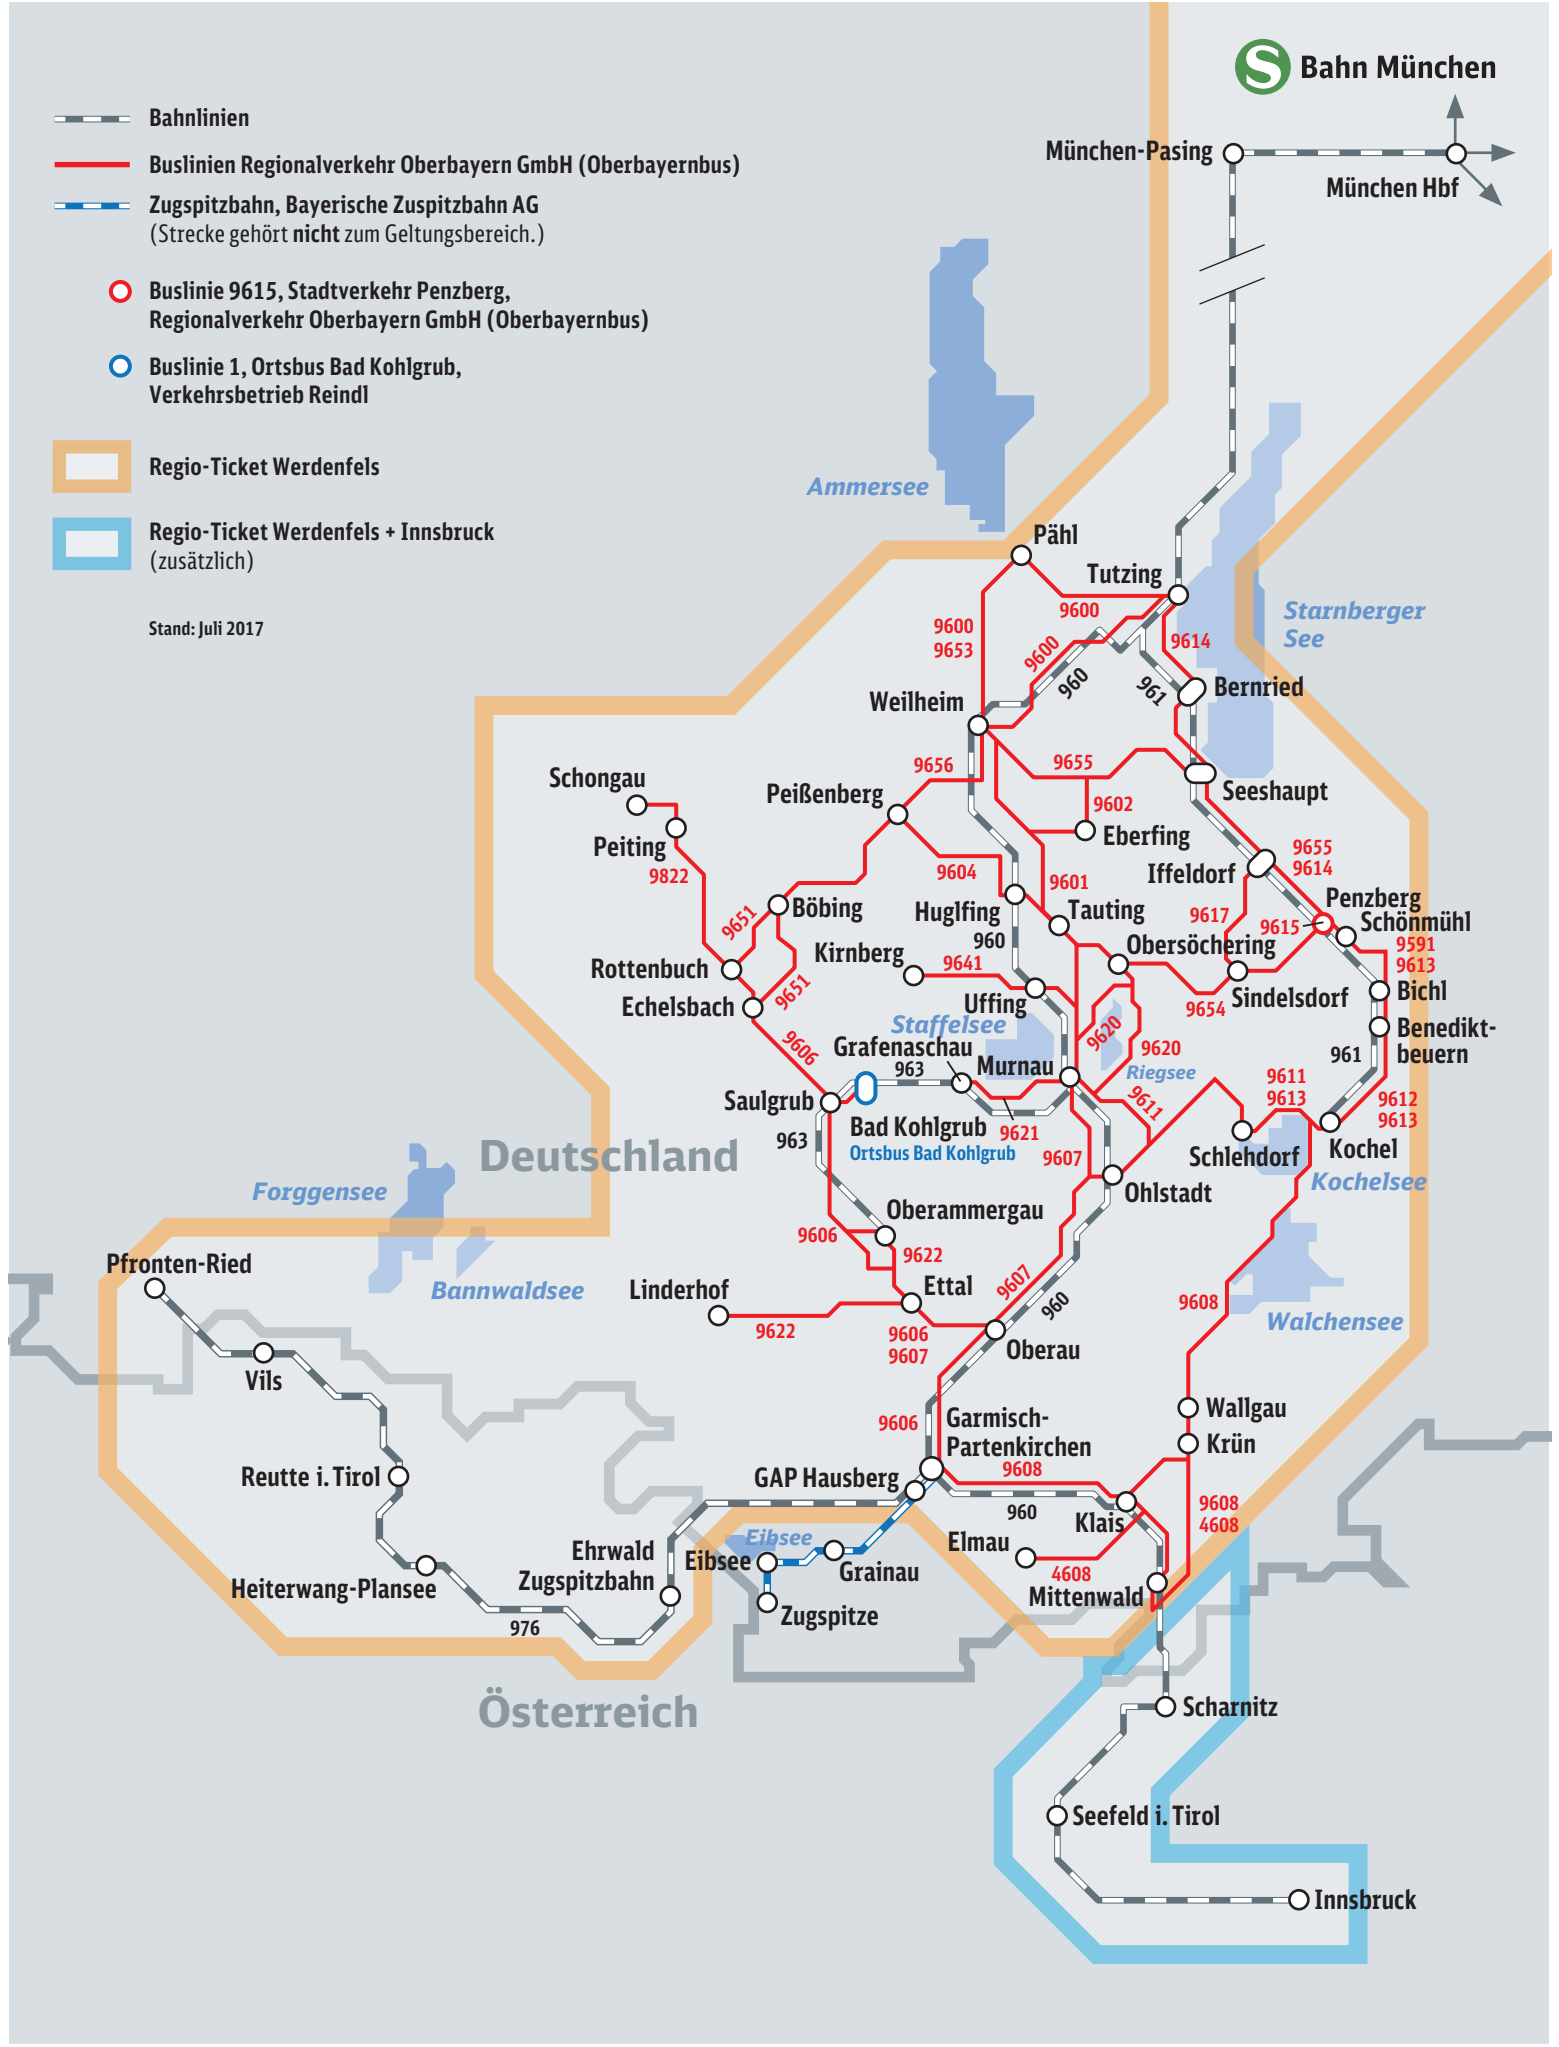 S Bahn München
Bahnlinien
Buslinien Regionalverkehr Oberbayern GmbH (Oberbayernbus)
Zugspitzbahn, Bayerische Zuspitzbahn AG
(Strecke gehört nicht zum Geltungsbereich.)
Buslinie 9615, Stadtverkehr Penzberg,
Regionalverkehr Oberbayern GmbH (Oberbayernbus)
Buslinie 1, Ortsbus Bad Kohlgrub,
Verkehrsbetrieb Reindl
Regio-Ticket Werdenfels
Regio-Ticket Werdenfels + Innsbruck
(zusätzlich)
Stand: Juli 2017
München-Pasing
München Hbf
Ammersee
Pähl
Tutzing
9600
Starnberger
See
9600
9653
9600
9614
960
961
Bernried
Weilheim
9656
9655
Schongau
Peißenberg
Seeshaupt
9602
Peiting
Eberfing
9655
9614
9822
9604
9601
Iffeldorf
Penzberg
Böbing
Huglfing
Tauting
9617
9615
Schönmühl
9651
960
Obersöchering
9591
9613
Kirnberg
9641
Rottenbuch
9651
Echelsbach
Uffing
9654
Sindelsdorf
Bichl
Staffelsee
9620
Benedikt-
beuern
9606
Grafenaschau
9620
961
963
Murnau
Riegsee
9611
9613
Saulgrub
9611
9612
9613
Bad Kohlgrub
9621
963
Ortsbus Bad Kohlgrub
9607
Schlehdorf
Kochel
Deutschland
Forggensee
Ohlstadt
Kochelsee
Oberammergau
9606
9622
Pfronten-Ried
Bannwaldsee
Linderhof
Ettal
9607
960
9608
Walchensee
9622
9606
9607
Oberau
Vils
9606
Garmisch-
Partenkirchen
Wallgau
Krün
Reutte i. Tirol
GAP Hausberg
9608
960
Klais
9608
4608
Eibsee
Elmau
Ehrwald
Zugspitzbahn
Eibsee
Grainau
4608
Heiterwang-Plansee
Mittenwald
Zugspitze
976
Österreich
Scharnitz
Seefeld i. Tirol
Innsbruck